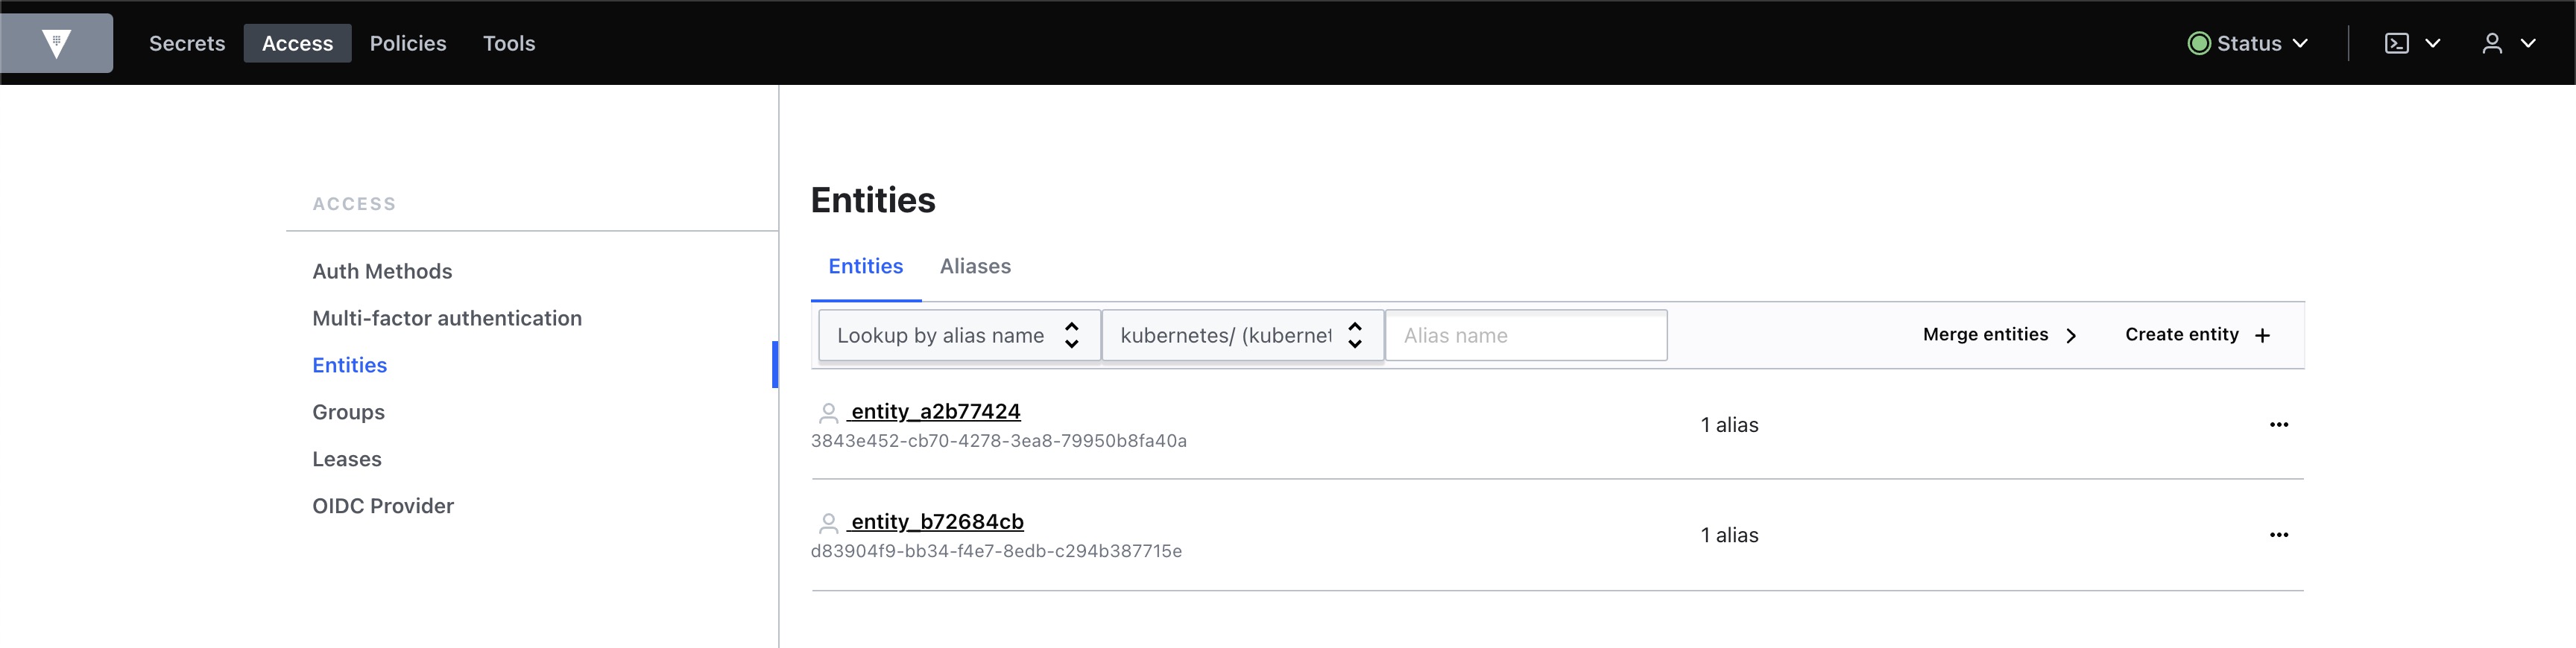 Secrets Access Policies Tools Status
ACCESS
Auth Methods
Multi-factor authentication
Entities
Groups
Leases
OIDC Provider
Entities
Entities Aliases
Lookup by alias name kubernetes/ (kubernet Alias name Merge entities Create entity
entity_a2b77424
3843e452-cb70-4278-3ea8-79950b8fa40a
1 alias
entity_b72684cb
d83904f9-bb34-f4e7-8edb-c294b387715e
1 alias